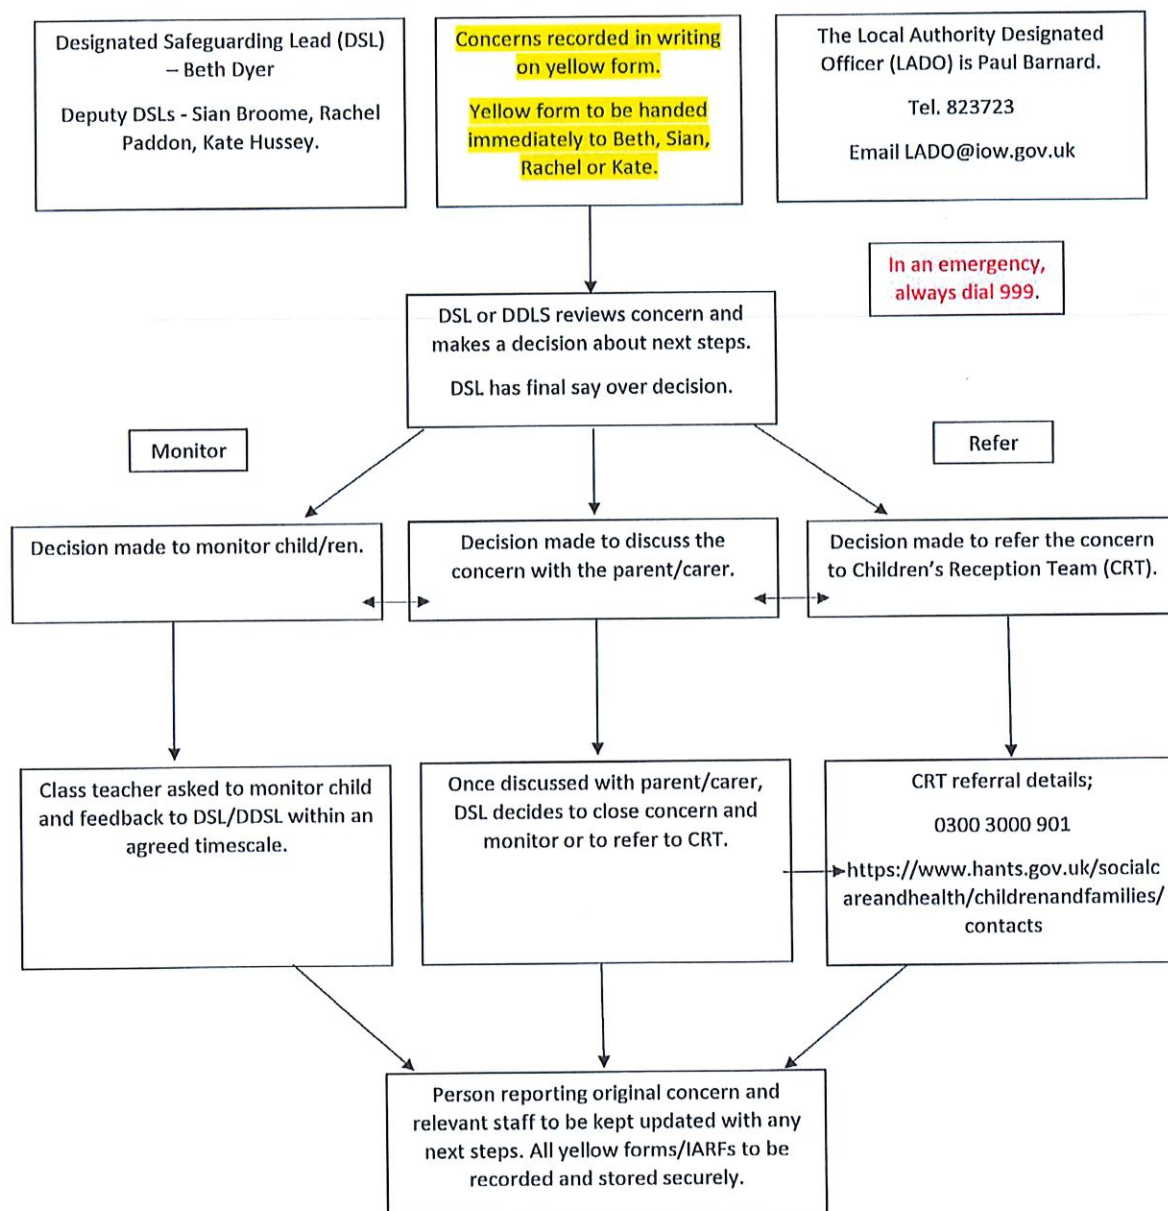 Designated Safeguarding Lead (DSL)
– Beth Dyer
Deputy DSLs - Sian Broome, Rachel
Paddon, Kate Hussey.
Concerns recorded in writing
on yellow form.
Yellow form to be handed
immediately to Beth, Sian,
Rachel or Kate.
The Local Authority Designated
Officer (LADO) is Paul Barnard.
Tel. 823723
Email LADO@iow.gov.uk
In an emergency,
always dial 999.
DSL or DDLS reviews concern and
makes a decision about next steps.
DSL has final say over decision.
Monitor
Refer
Decision made to monitor child/ren.
Decision made to discuss the
concern with the parent/carer.
Decision made to refer the concern
to Children's Reception Team (CRT).
Class teacher asked to monitor child
and feedback to DSL/DDSL within an
agreed timescale.
Once discussed with parent/carer,
DSL decides to close concern and
monitor or to refer to CRT.
CRT referral details;
0300 3000 901
https://www.hants.gov.uk/socialc
areandhealth/childrenandfamilies/
contacts
Person reporting original concern and
relevant staff to be kept updated with any
next steps. All yellow forms/IARFs to be
recorded and stored securely.